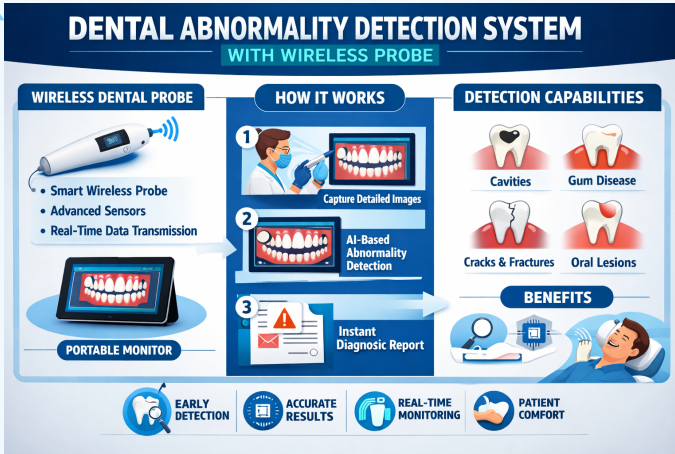 DENTAL ABNORMALITY DETECTION SYSTEM
WITH WIRELESS PROBE
WIRELESS DENTAL PROBE
• Smart Wireless Probe
• Advanced Sensors
• Real-Time Data Transmission
PORTABLE MONITOR
HOW IT WORKS
1
Capture Detailed Images
2
AI-Based
Abnormality
Detection
3
Instant
Diagnosic Report
DETECTION CAPABILITIES
Cavities
Gum Disease
Cracks & Fractures
Oral Lesions
BENEFITS
EARLY
DETECTION
ACCURATE
RESULTS
REAL-TIME
MONITORING
PATIENT
COMFORT